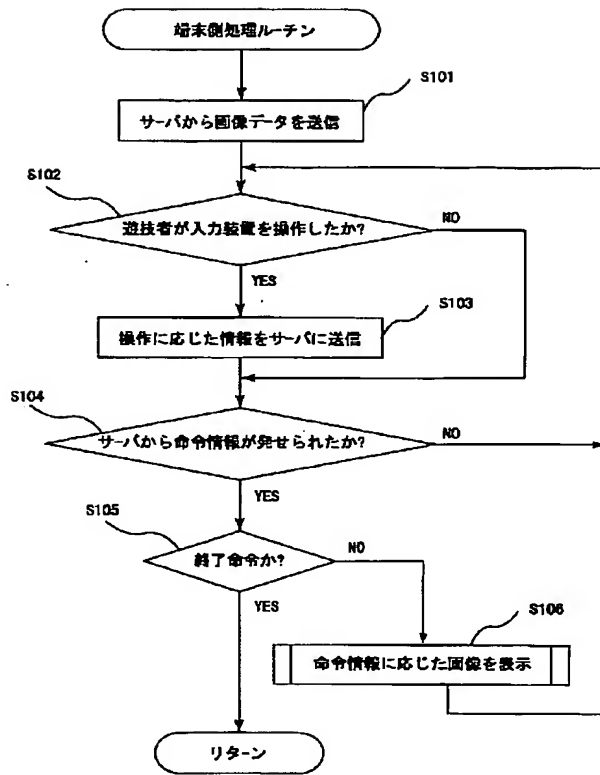 端末側処理ルーチン
S101
サーバから画像データを送信
S102
遊技者が入力装置を操作したか?
NO
YES
S103
操作に応じた情報をサーバに送信
S104
サーバから命令情報が発せられたか?
NO
YES
S105
終了命令か?
NO
YES
S106
命令情報に応じた画像を表示
リターン